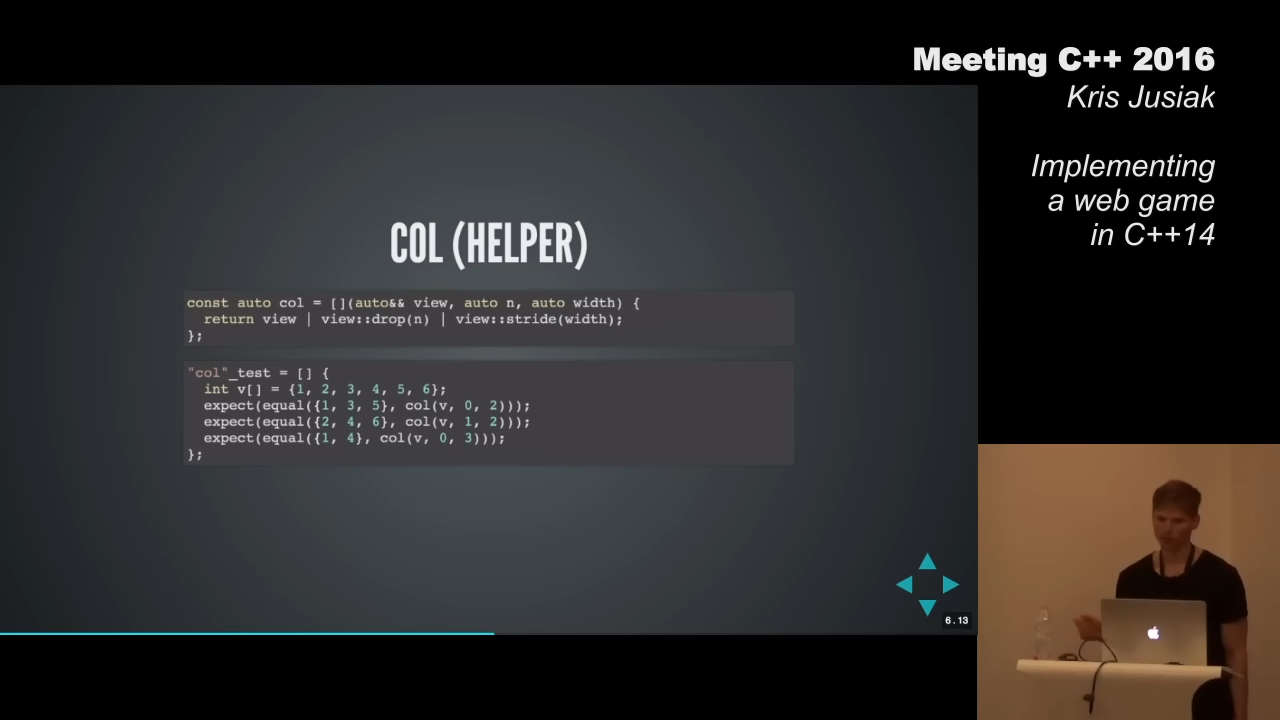 Meeting C++ 2016
Kris Jusiak
Implementing
a web game
in C++14
COL (HELPER)
const auto col = [](auto&& view, auto n, auto width) {
  return view | view::drop(n) | view::stride(width);
};
"col"_test = [] {
  int v[] = {1, 2, 3, 4, 5, 6};
  expect(equal({1, 3, 5}, col(v, 0, 2)));
  expect(equal({2, 4, 6}, col(v, 1, 2)));
  expect(equal({1, 4}, col(v, 0, 3)));
};
6.13